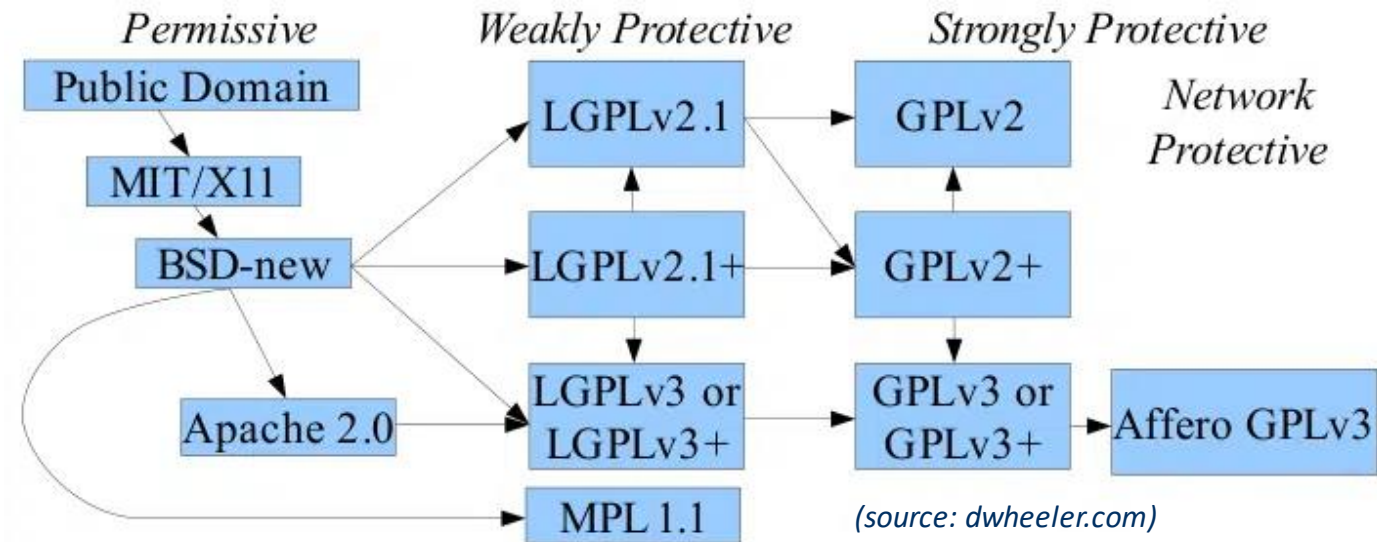 Permissive
Weakly Protective
Strongly Protective
Public Domain
Network
Protective
MIT/X11
BSD-new
Apache 2.0
LGPLv2.1
LGPLv2.1+
LGPLv3 or
LGPLv3+
MPL 1.1
GPLv2
GPLv2+
GPLv3 or
GPLv3+
Affero GPLv3
(source: dwheeler.com)